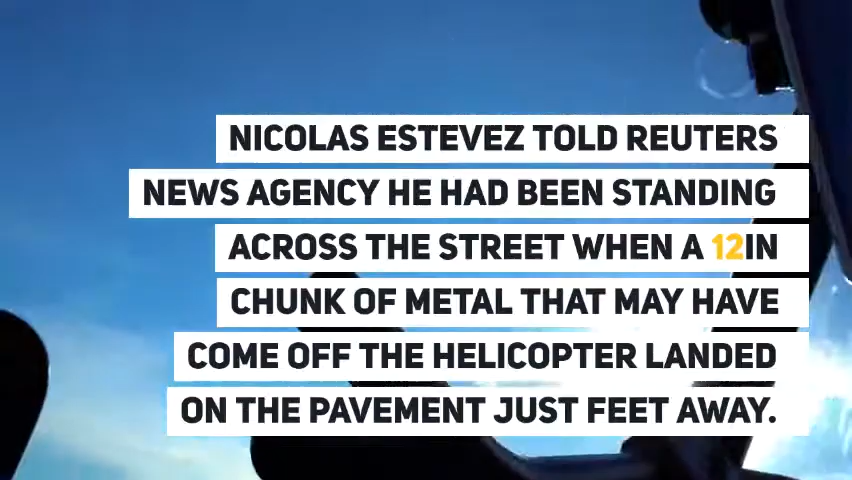 NICOLAS ESTEVEZ TOLD REUTERS
NEWS AGENCY HE HAD BEEN STANDING
ACROSS THE STREET WHEN A 12IN
CHUNK OF METAL THAT MAY HAVE
COME OFF THE HELICOPTER LANDED
ON THE PAVEMENT JUST FEET AWAY.